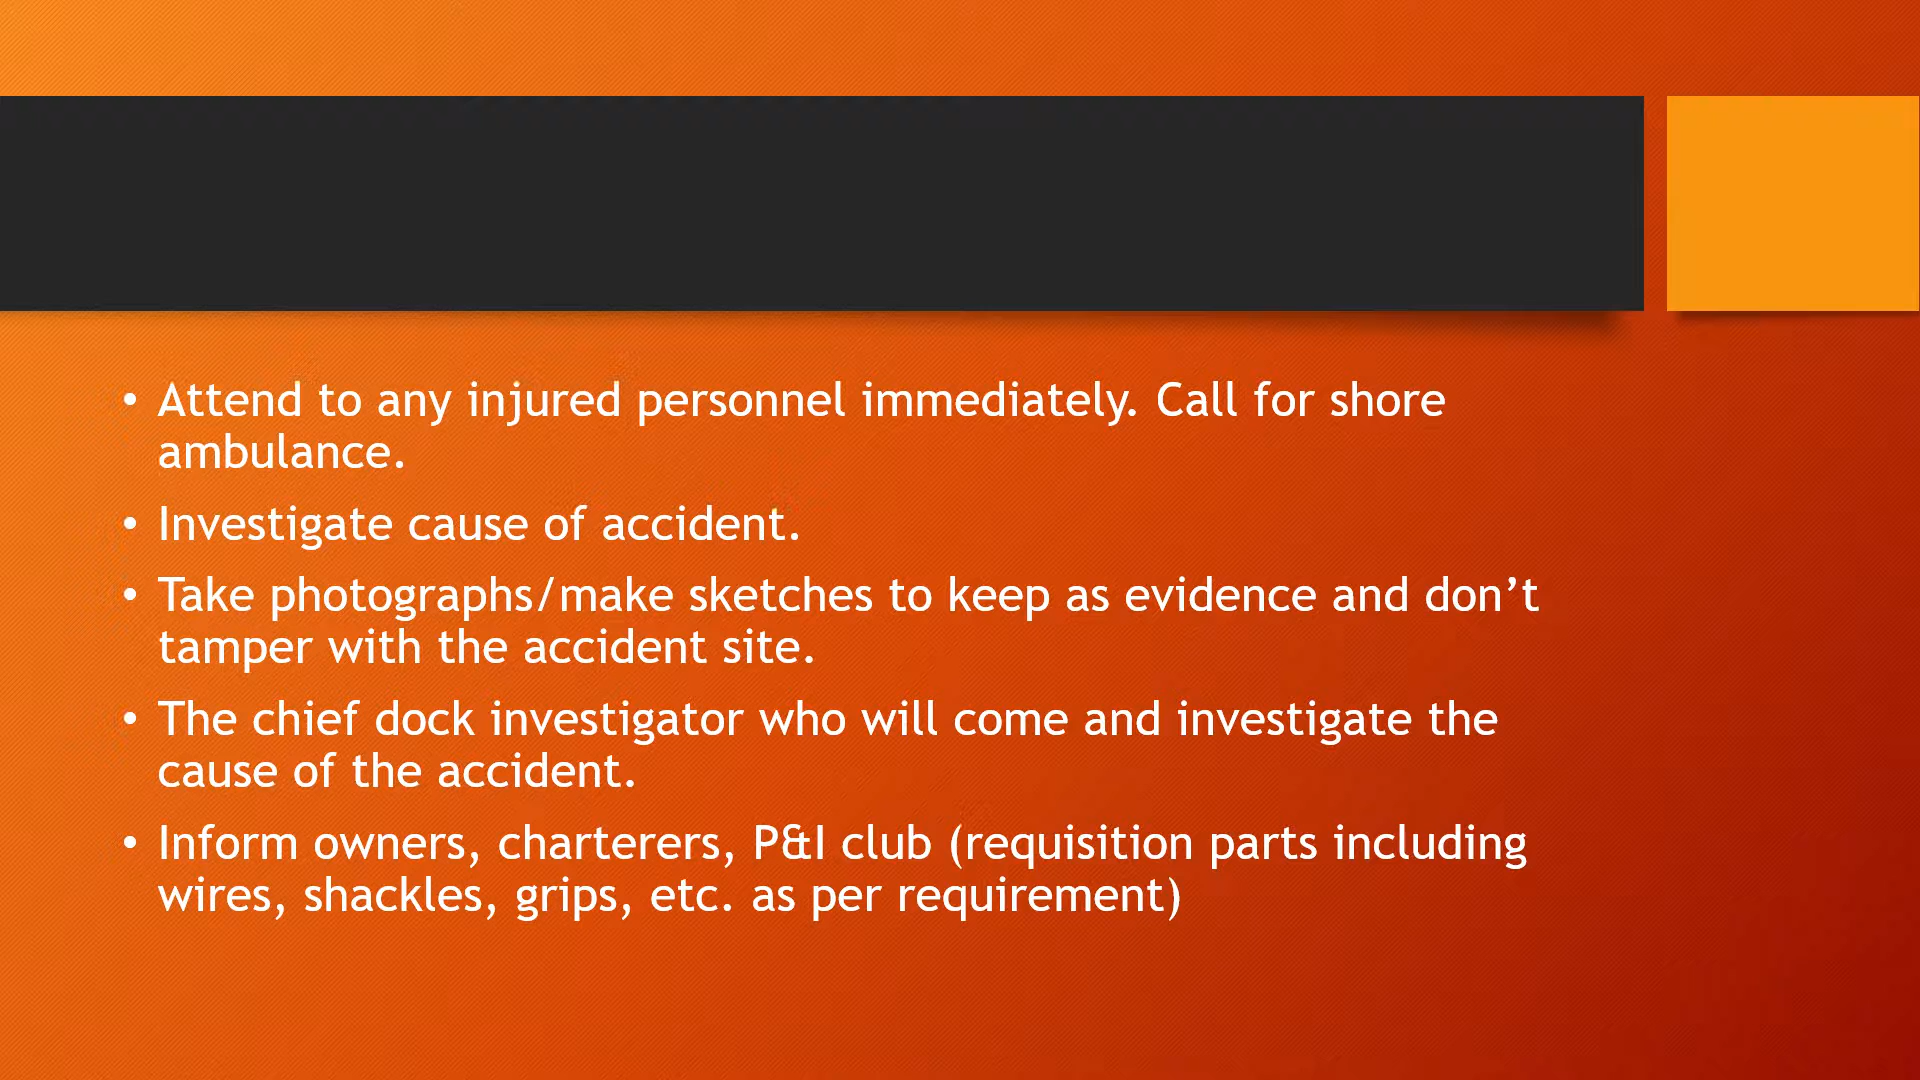 • Attend to any injured personnel immediately. Call for shore
ambulance.
• Investigate cause of accident.
• Take photographs/make sketches to keep as evidence and don’t
tamper with the accident site.
• The chief dock investigator who will come and investigate the
cause of the accident.
• Inform owners, charterers, P&I club (requisition parts including
wires, shackles, grips, etc. as per requirement)